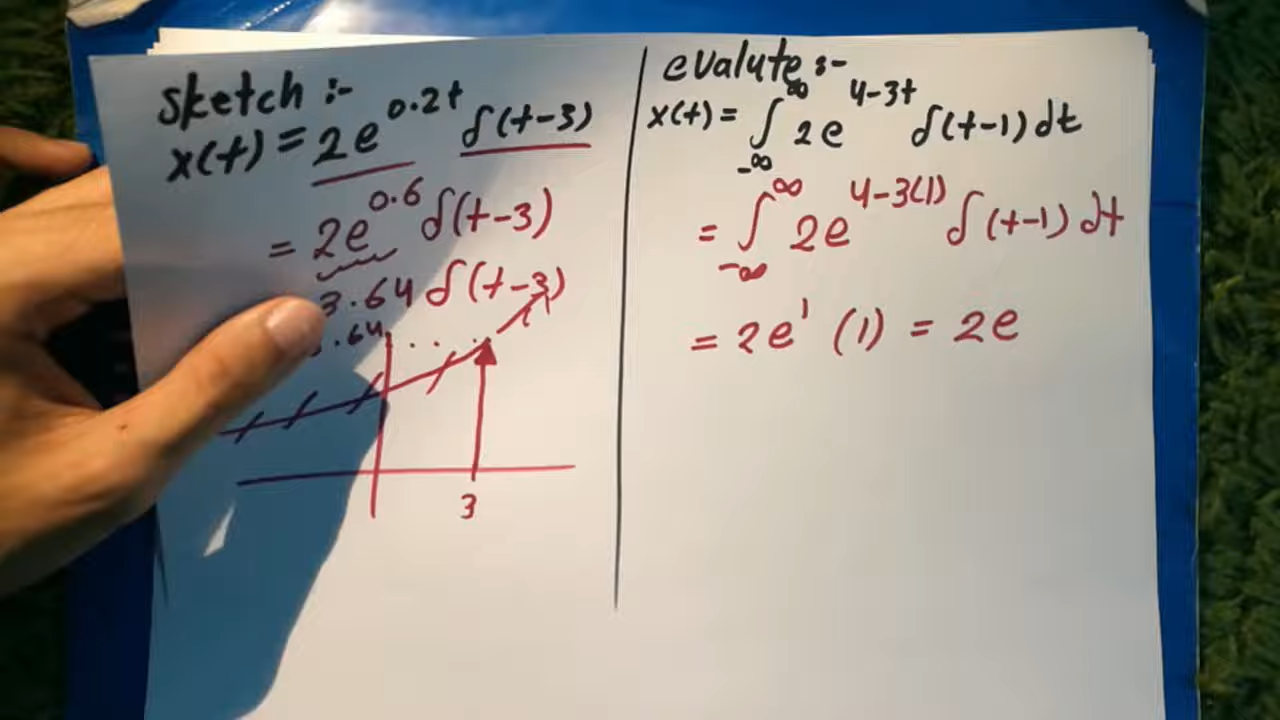 sketch :-
x(t) = 2e^0.2t δ(t-3)
= 2e^0.6 δ(t-3)
3.64 δ(t-3)
.64
3
evalute :-
x(t) = ∫_-∞^∞ 2e^4-3t δ(t-1) dt
= ∫_-∞^∞ 2e^4-3(1) δ(t-1) dt
= 2e^1 (1) = 2e